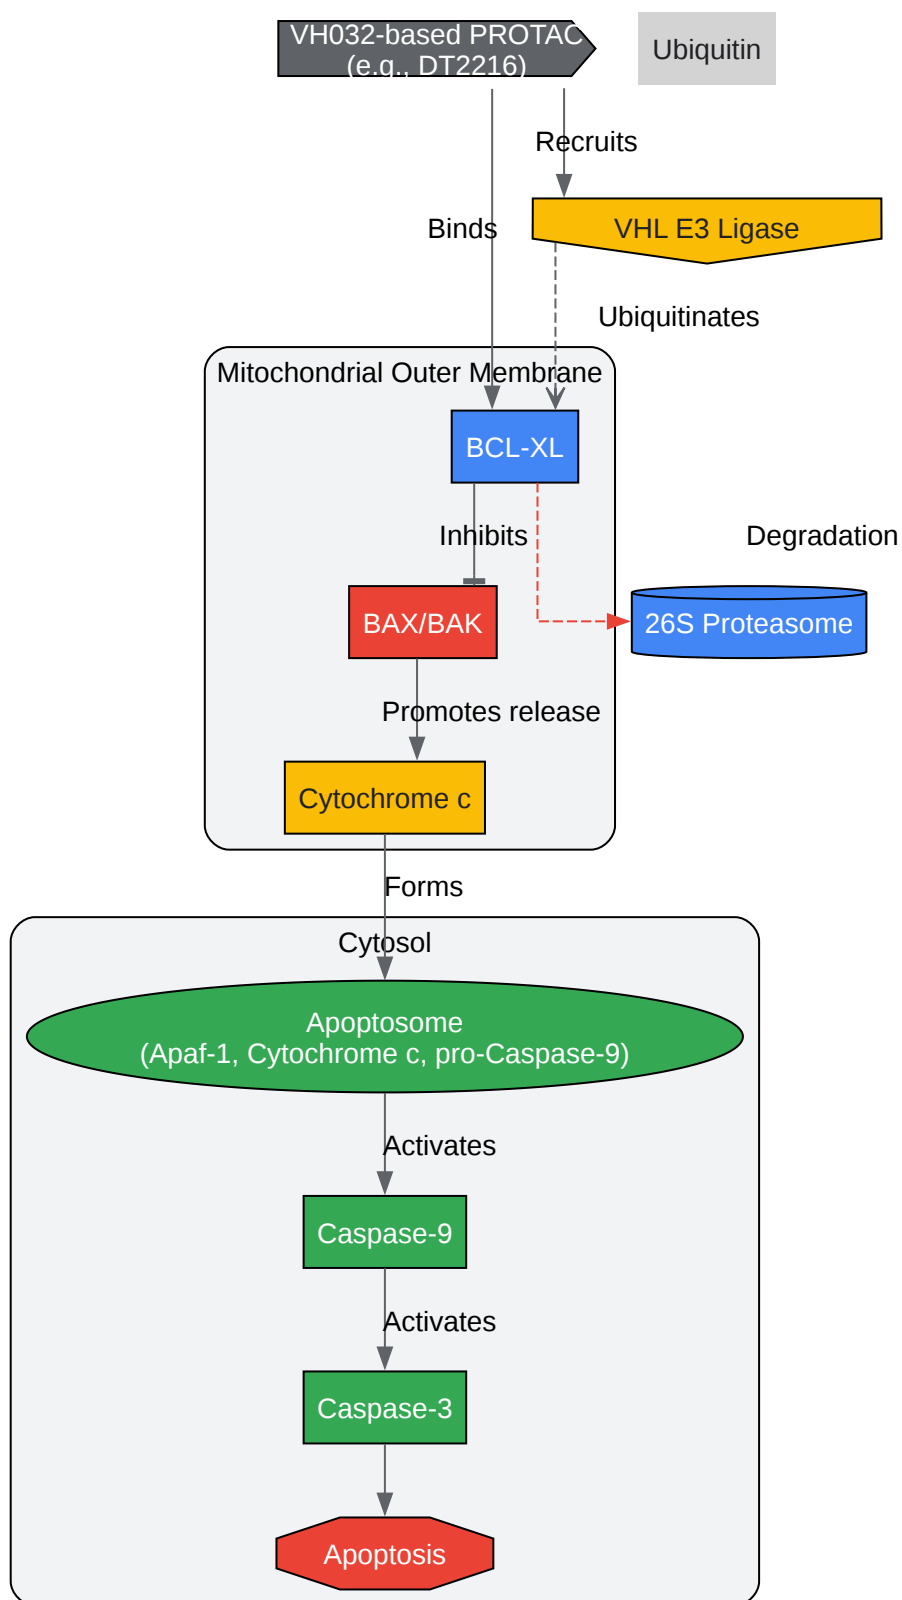 VH032-based PROTAC
(e.g., DT2216)
Ubiquitin
Recruits
Binds
VHL E3 Ligase
Ubiquitinates
Mitochondrial Outer Membrane
BCL-XL
Inhibits
Degradation
BAX/BAK
26S Proteasome
Promotes release
Cytochrome c
Forms
Cytosol
Apoptosome
(Apaf-1, Cytochrome c, pro-Caspase-9)
Activates
Caspase-9
Activates
Caspase-3
Apoptosis